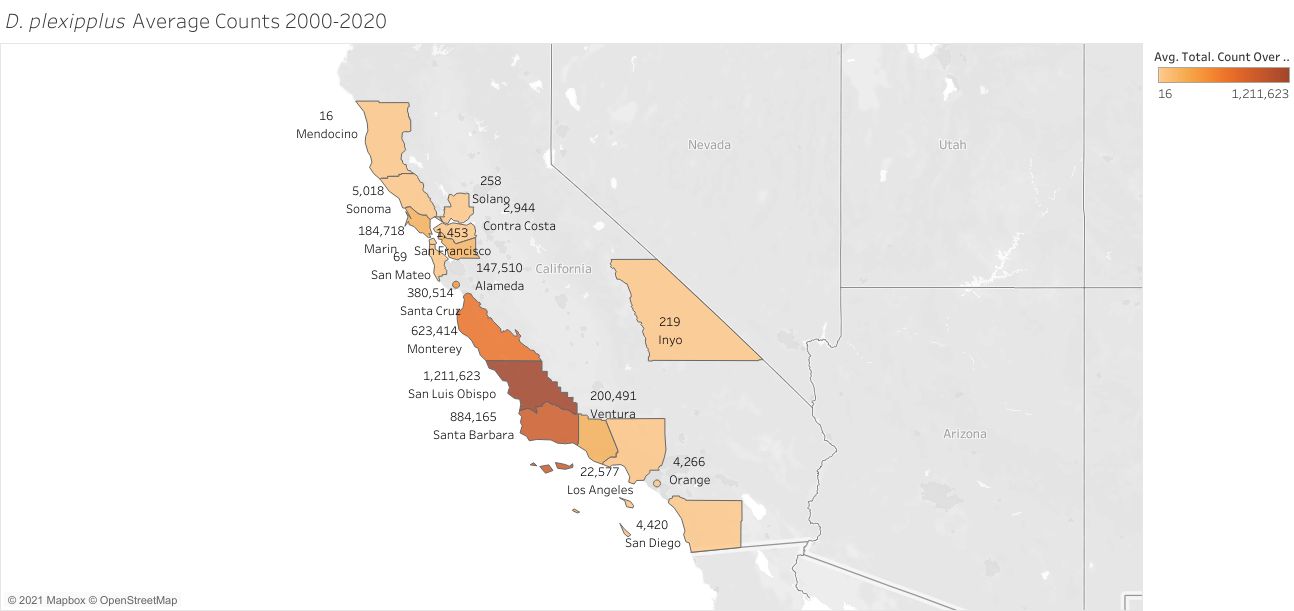 D. plexipplus Average Counts 2000-2020
Avg. Total. Count Over ..
16
1,211,623
16
Mendocino
Nevada
Utah
258
Solano
5,018
Sonoma
2,944
Contra Costa
184,718
Marin
1,453
San Francisco
69
San Mateo
147,510
Alameda
California
380,514
Santa Cruz
219
Inyo
623,414
Monterey
1,211,623
San Luis Obispo
200,491
Ventura
884,165
Santa Barbara
Arizona
4,266
Orange
22,577
Los Angeles
4,420
San Diego
© 2021 Mapbox © OpenStreetMap